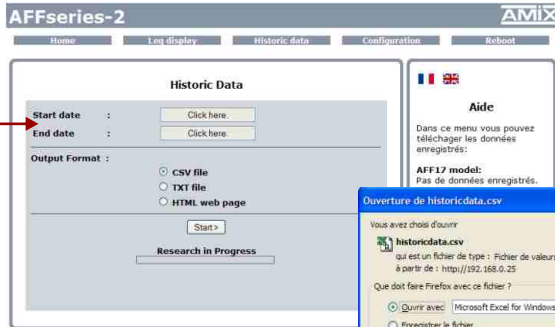 AFFseries-2
AMiX
Home Leq display Historic data Configuration Reboot
Historic Data
Start date : Click here
End date : Click here
Output Format :
CSV file
TXT file
HTML web page
Start >
Research in Progress
Aide
Dans ce menu vous pouvez
téléchager les données
enregistrés:
AFF17 model:
Pas de données enregistrés.
Ouverture de historicdata.csv
Vous avez choisi d'ouvrir
historicdata.csv
qui est un fichier de type : Fichier de valeurs
à partir de : http://192.168.0.25
Que doit faire Firefox avec ce fichier ?
Ouvrir avec Microsoft Excel for Windows
Enregistrer le fichier